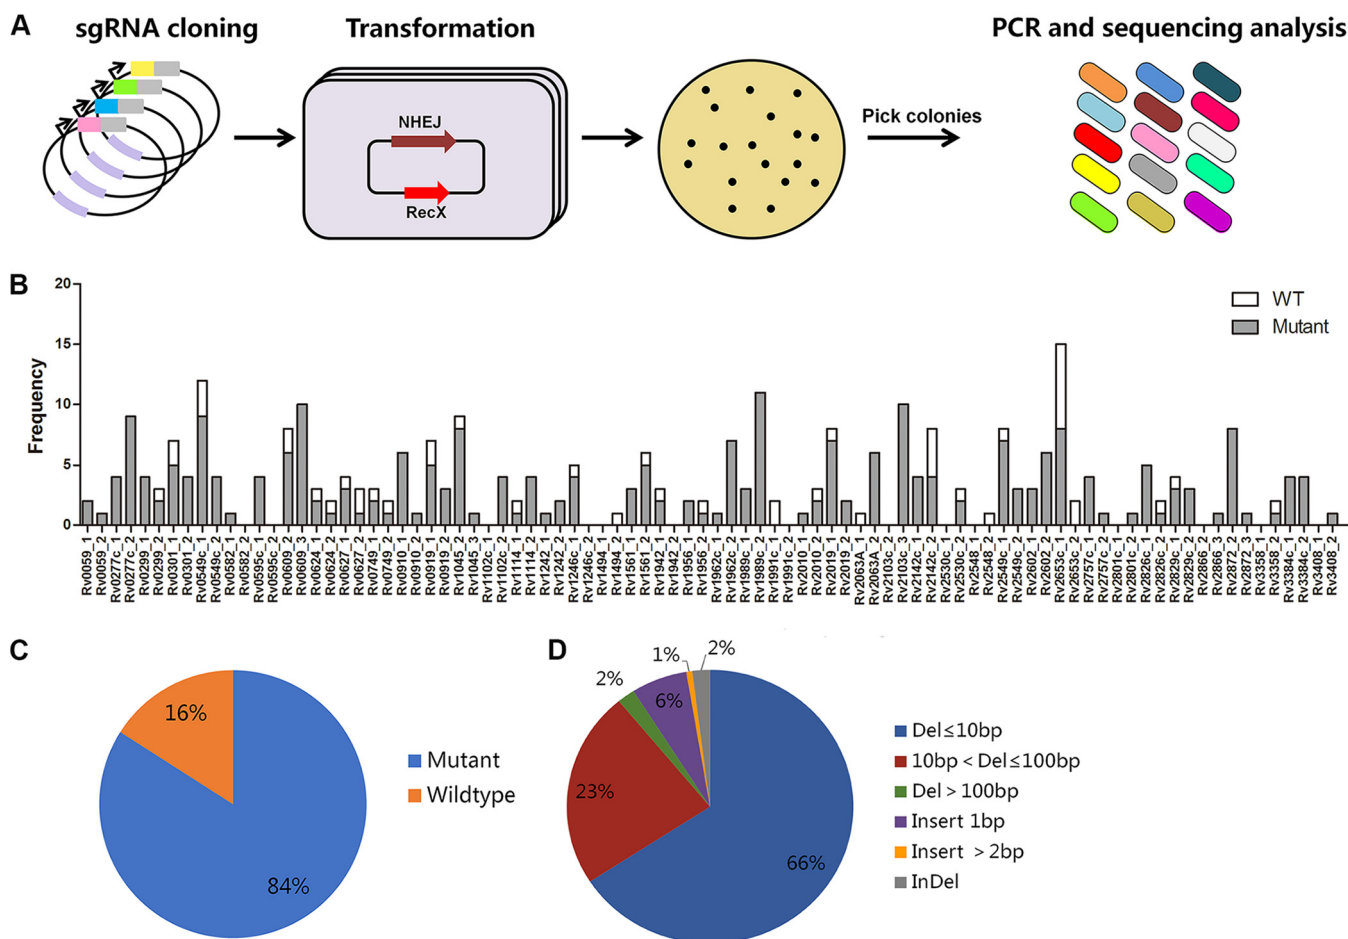 A
sgRNA cloning
Transformation
PCR and sequencing analysis
NHEJ
RecX
Pick colonies
B
Frequency
20
15
10
5
0
WT
Mutant
Rv0059_1
Rv0059_2
Rv0277c_1
Rv0277c_2
Rv0299_1
Rv0299_2
Rv0301_1
Rv0301_2
Rv0549c_1
Rv0549c_2
Rv0582_1
Rv0582_2
Rv0595c_1
Rv0595c_2
Rv0609_2
Rv0609_3
Rv0624_1
Rv0624_2
Rv0627_1
Rv0627_2
Rv0749_1
Rv0749_2
Rv0910_1
Rv0910_2
Rv0919_1
Rv0919_2
Rv1045_2
Rv1045_3
Rv1102c_1
Rv1102c_2
Rv1114_1
Rv1114_2
Rv1242_1
Rv1242_2
Rv1246c_1
Rv1246c_2
Rv1494_1
Rv1494_2
Rv1561_1
Rv1561_2
Rv1942_1
Rv1942_2
Rv1956_1
Rv1956_2
Rv1962c_1
Rv1962c_2
Rv1989c_1
Rv1989c_2
Rv1991c_1
Rv1991c_2
Rv2010_1
Rv2010_2
Rv2019_1
Rv2019_2
Rv2063A_1
Rv2063A_2
Rv2103c_2
Rv2103c_3
Rv2142c_1
Rv2142c_2
Rv2530c_1
Rv2530c_2
Rv2548_1
Rv2548_2
Rv2549_1
Rv2549_2
Rv2602_1
Rv2602_2
Rv2653c_1
Rv2653c_2
Rv2757c_1
Rv2757c_2
Rv2801c_1
Rv2801c_2
Rv2826c_1
Rv2826c_2
Rv2829c_1
Rv2829c_2
Rv2866_2
Rv2866_3
Rv2872_2
Rv2872_3
Rv3358_1
Rv3358_2
Rv3384c_1
Rv3384c_2
Rv3408_1
Rv3408_2
C
16%
84%
Mutant
Wildtype
D
2%
6%
1%
2%
23%
66%
Del≤10bp
10bp < Del≤100bp
Del > 100bp
Insert 1bp
Insert > 2bp
InDel